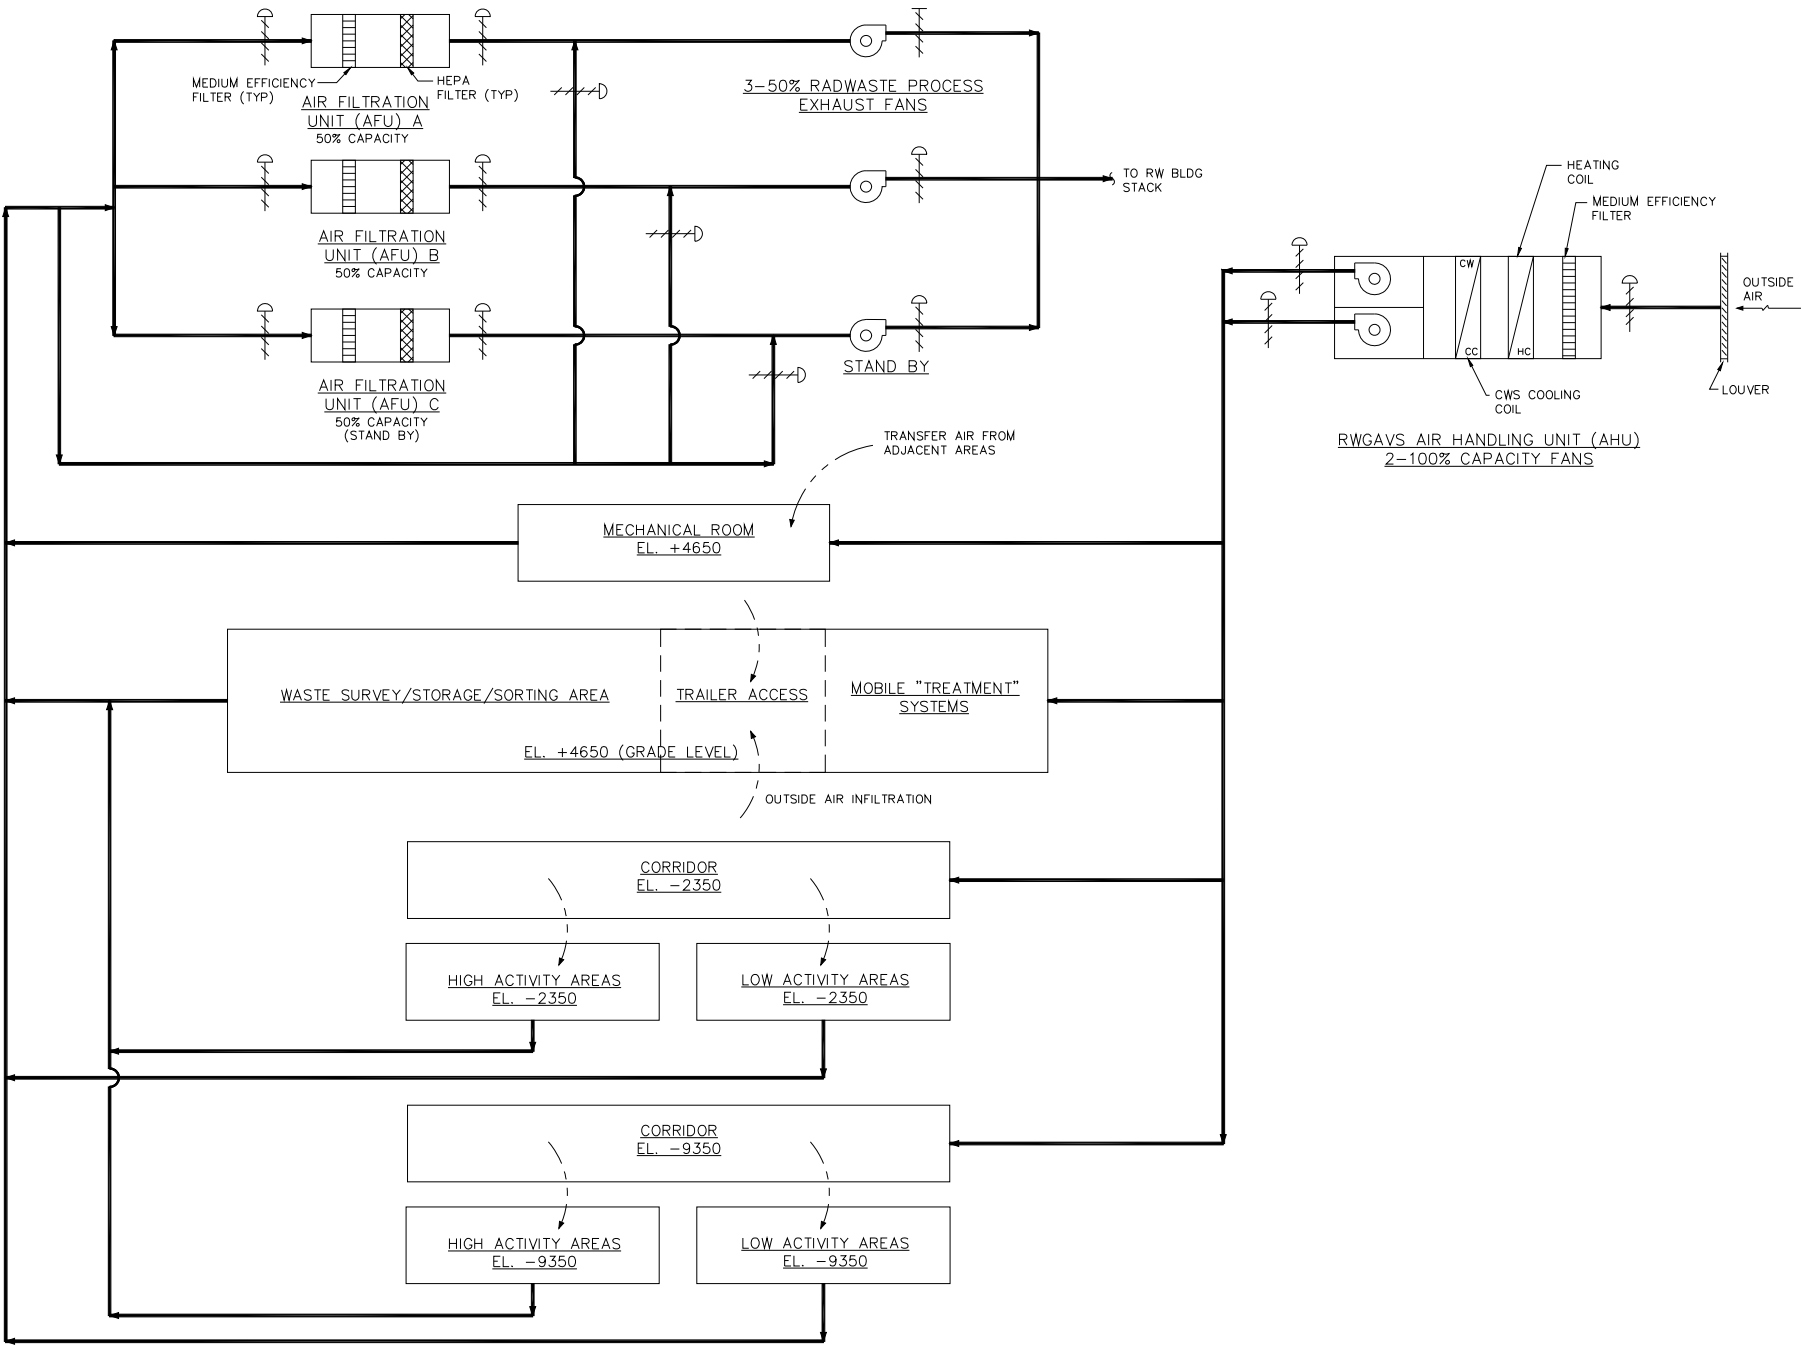 MEDIUM EFFICIENCY
FILTER (TYP)
HEPA
FILTER (TYP)
AIR FILTRATION
UNIT (AFU) A
50% CAPACITY
3-50% RADWASTE PROCESS
EXHAUST FANS
TO RW BLDG
STACK
AIR FILTRATION
UNIT (AFU) B
50% CAPACITY
AIR FILTRATION
UNIT (AFU) C
50% CAPACITY
(STAND BY)
STAND BY
HEATING
COIL
MEDIUM EFFICIENCY
FILTER
CW
CC
HC
OUTSIDE
AIR
LOUVER
CWS COOLING
COIL
RWGAVS AIR HANDLING UNIT (AHU)
2-100% CAPACITY FANS
TRANSFER AIR FROM
ADJACENT AREAS
MECHANICAL ROOM
EL. +4650
WASTE SURVEY/STORAGE/SORTING AREA
TRAILER ACCESS
MOBILE "TREATMENT"
SYSTEMS
EL. +4650 (GRADE LEVEL)
OUTSIDE AIR INFILTRATION
CORRIDOR
EL. -2350
HIGH ACTIVITY AREAS
EL. -2350
LOW ACTIVITY AREAS
EL. -2350
CORRIDOR
EL. -9350
HIGH ACTIVITY AREAS
EL. -9350
LOW ACTIVITY AREAS
EL. -9350